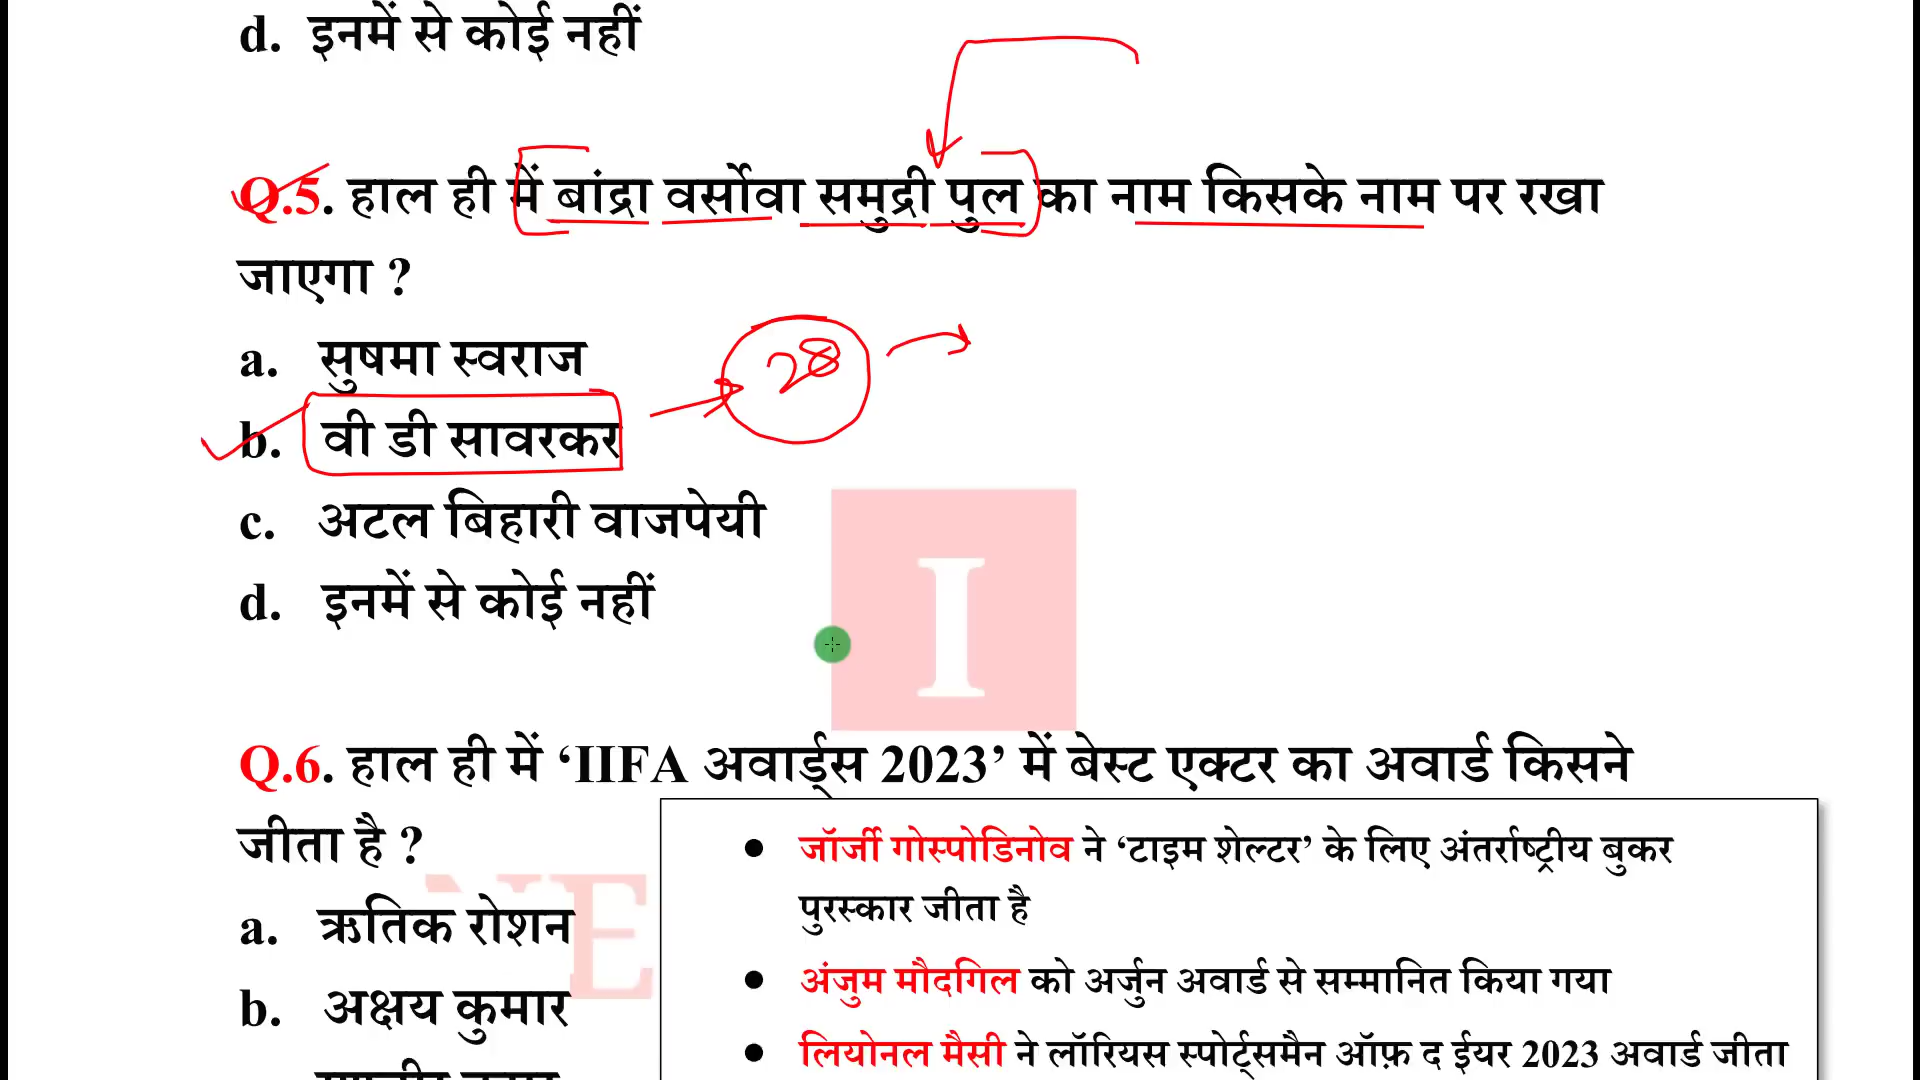 d. इनमें से कोई नहीं
Q.5. हाल ही में बांद्रा वर्सोवा समुद्री पुल का नाम किसके नाम पर रखा
जाएगा ?
a. सुषमा स्वराज
28
b. वी डी सावरकर
c. अटल बिहारी वाजपेयी
d. इनमें से कोई नहीं
I
Q.6. हाल ही में ‘IIFA अवार्ड्स 2023’ में बेस्ट एक्टर का अवार्ड किसने
जीता है ?
a. ऋतिक रोशन
b. अक्षय कुमार
NE
• जॉर्जी गोस्पोडिनोव ने ‘टाइम शेल्टर’ के लिए अंतर्राष्ट्रीय बुकर
पुरस्कार जीता है
• अंजुम मौदगिल को अर्जुन अवार्ड से सम्मानित किया गया
• लियोनल मैसी ने लॉरियस स्पोर्ट्समैन ऑफ़ द ईयर 2023 अवार्ड जीता